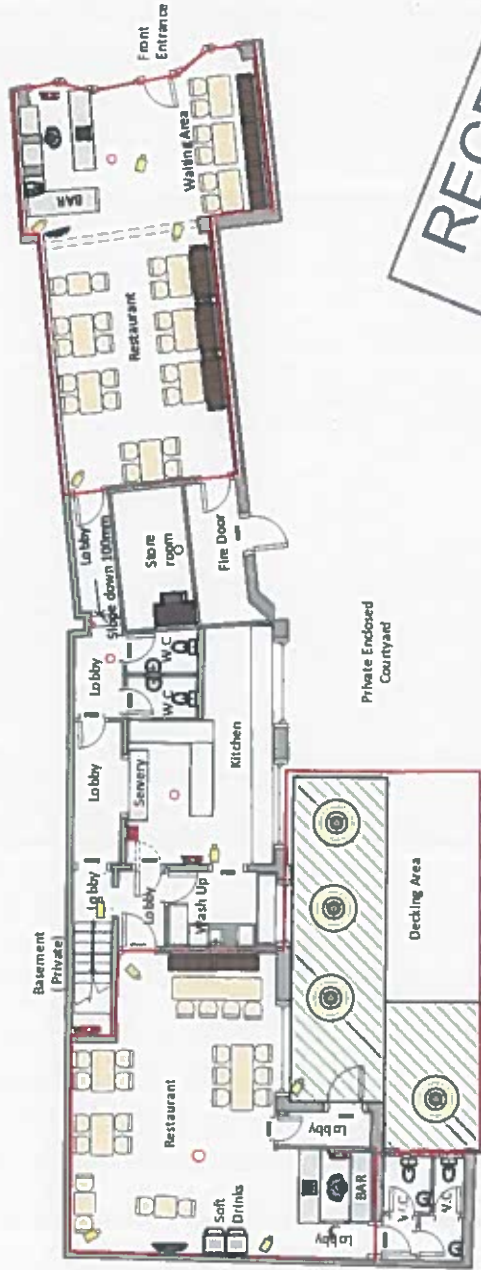 Front
Entrance
Waiting Area
BAR
Restaurant
Lobby
Slope down 100mm
Store
room
Fire Door
Lobby
W.C
W.C
Lobby
Servery
Kitchen
Lobby
Lobby
Wash Up
Basement
(Private)
Private Enclosed
Courtyard
Decking Area
Restaurant
Soft
Drinks
Lobby
BAR
Lobby
W.C